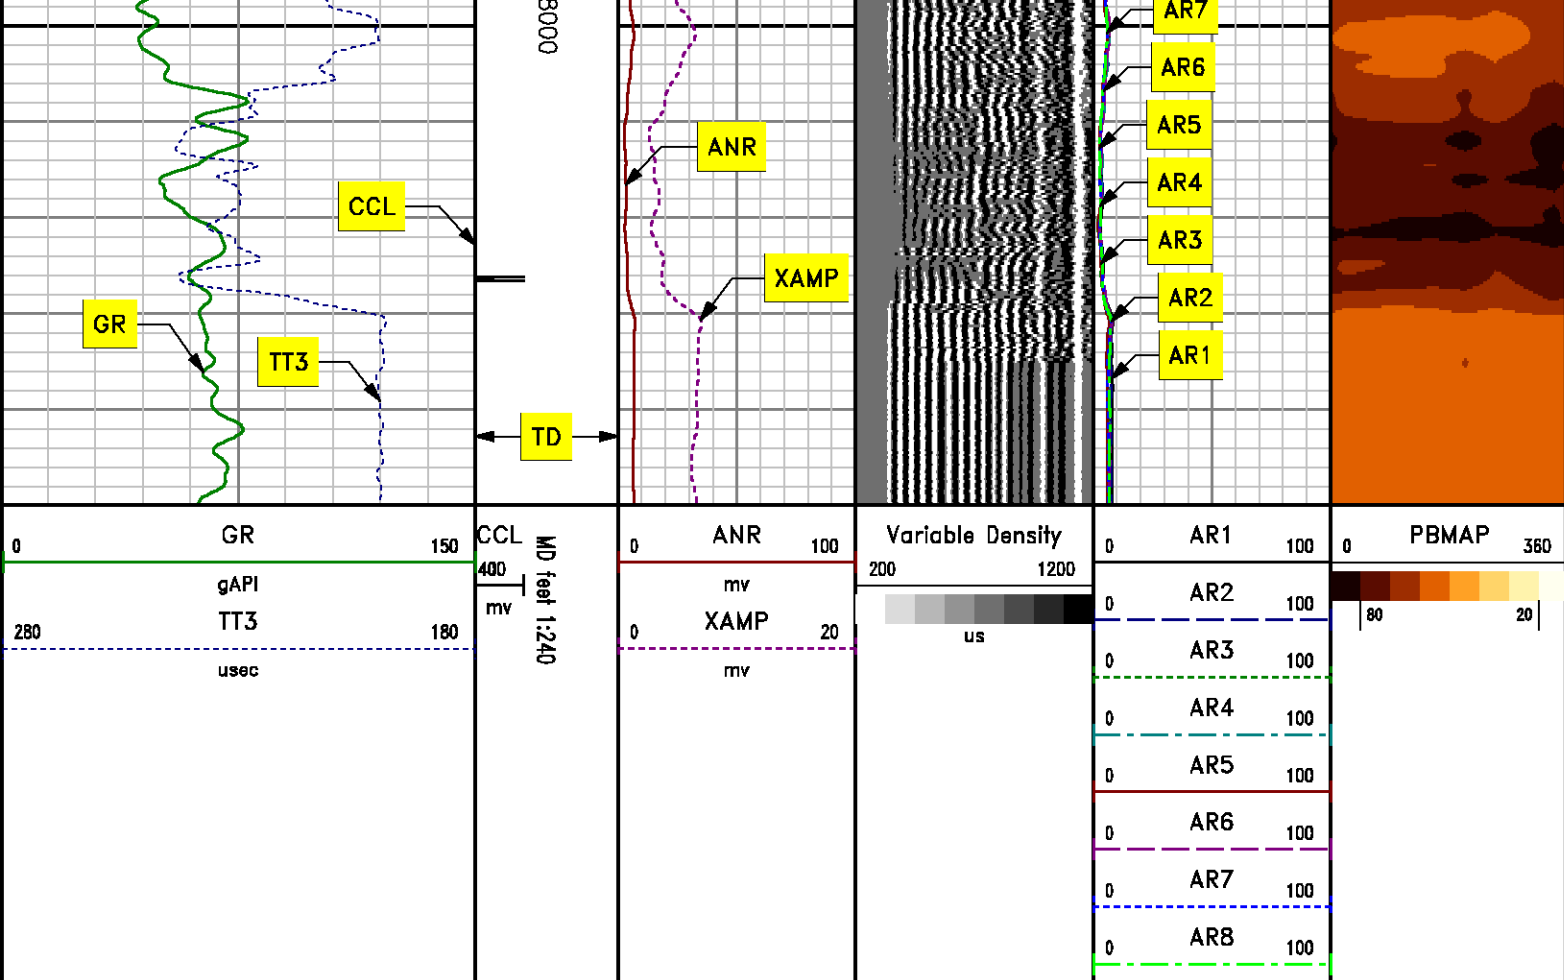 8000
AR7
AR6
AR5
ANR
AR4
CCL
AR3
XAMP
AR2
GR
AR1
TT3
TD
GR
0 150
gAPI
TT3
280 180
usec
CCL
400
mv
MD feet 1:240
ANR
0 100
mv
XAMP
0 20
mv
Variable Density
200 1200
us
AR1
0 100
AR2
0 100
AR3
0 100
AR4
0 100
AR5
0 100
AR6
0 100
AR7
0 100
AR8
0 100
PBMAP
0 360
80 20